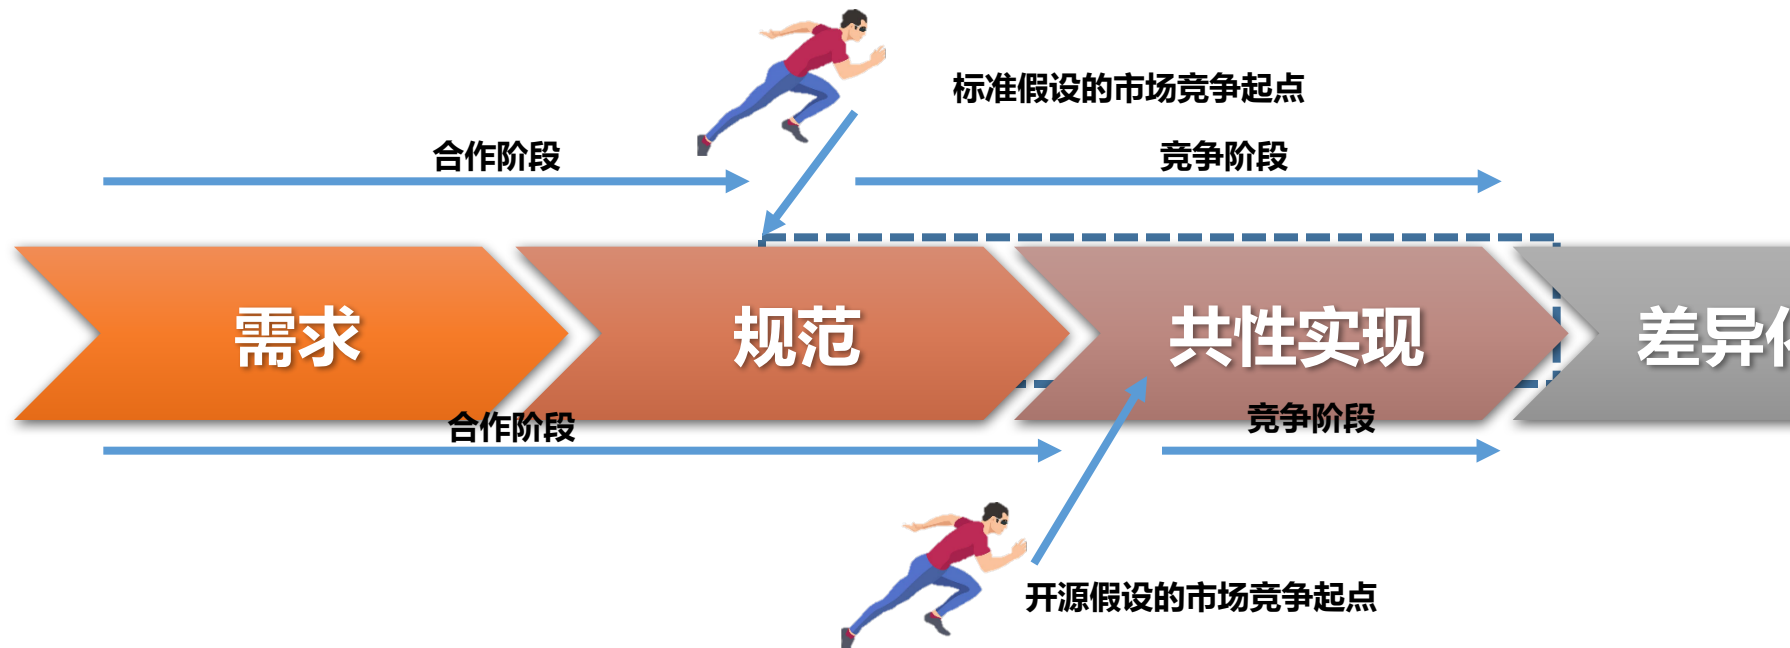 标准假设的市场竞争起点
合作阶段
竞争阶段
需求
规范
共性实现
差异
合作阶段
竞争阶段
开源假设的市场竞争起点